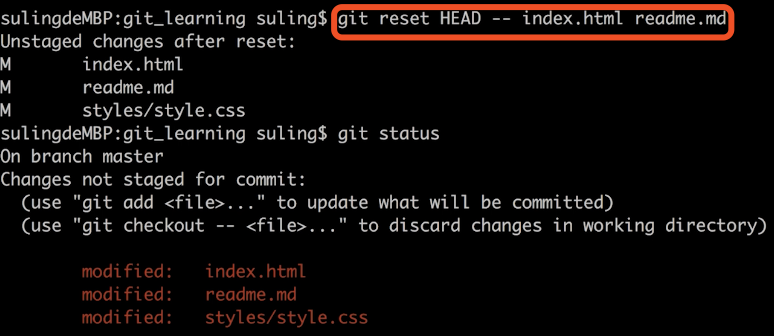 sulingdeMBP:git_learning suling$ git reset HEAD -- index.html readme.md
Unstaged changes after reset:
M       index.html
M       readme.md
M       styles/style.css
sulingdeMBP:git_learning suling$ git status
On branch master
Changes not staged for commit:
  (use "git add <file>..." to update what will be committed)
  (use "git checkout -- <file>..." to discard changes in working directory)
        modified:   index.html
        modified:   readme.md
        modified:   styles/style.css